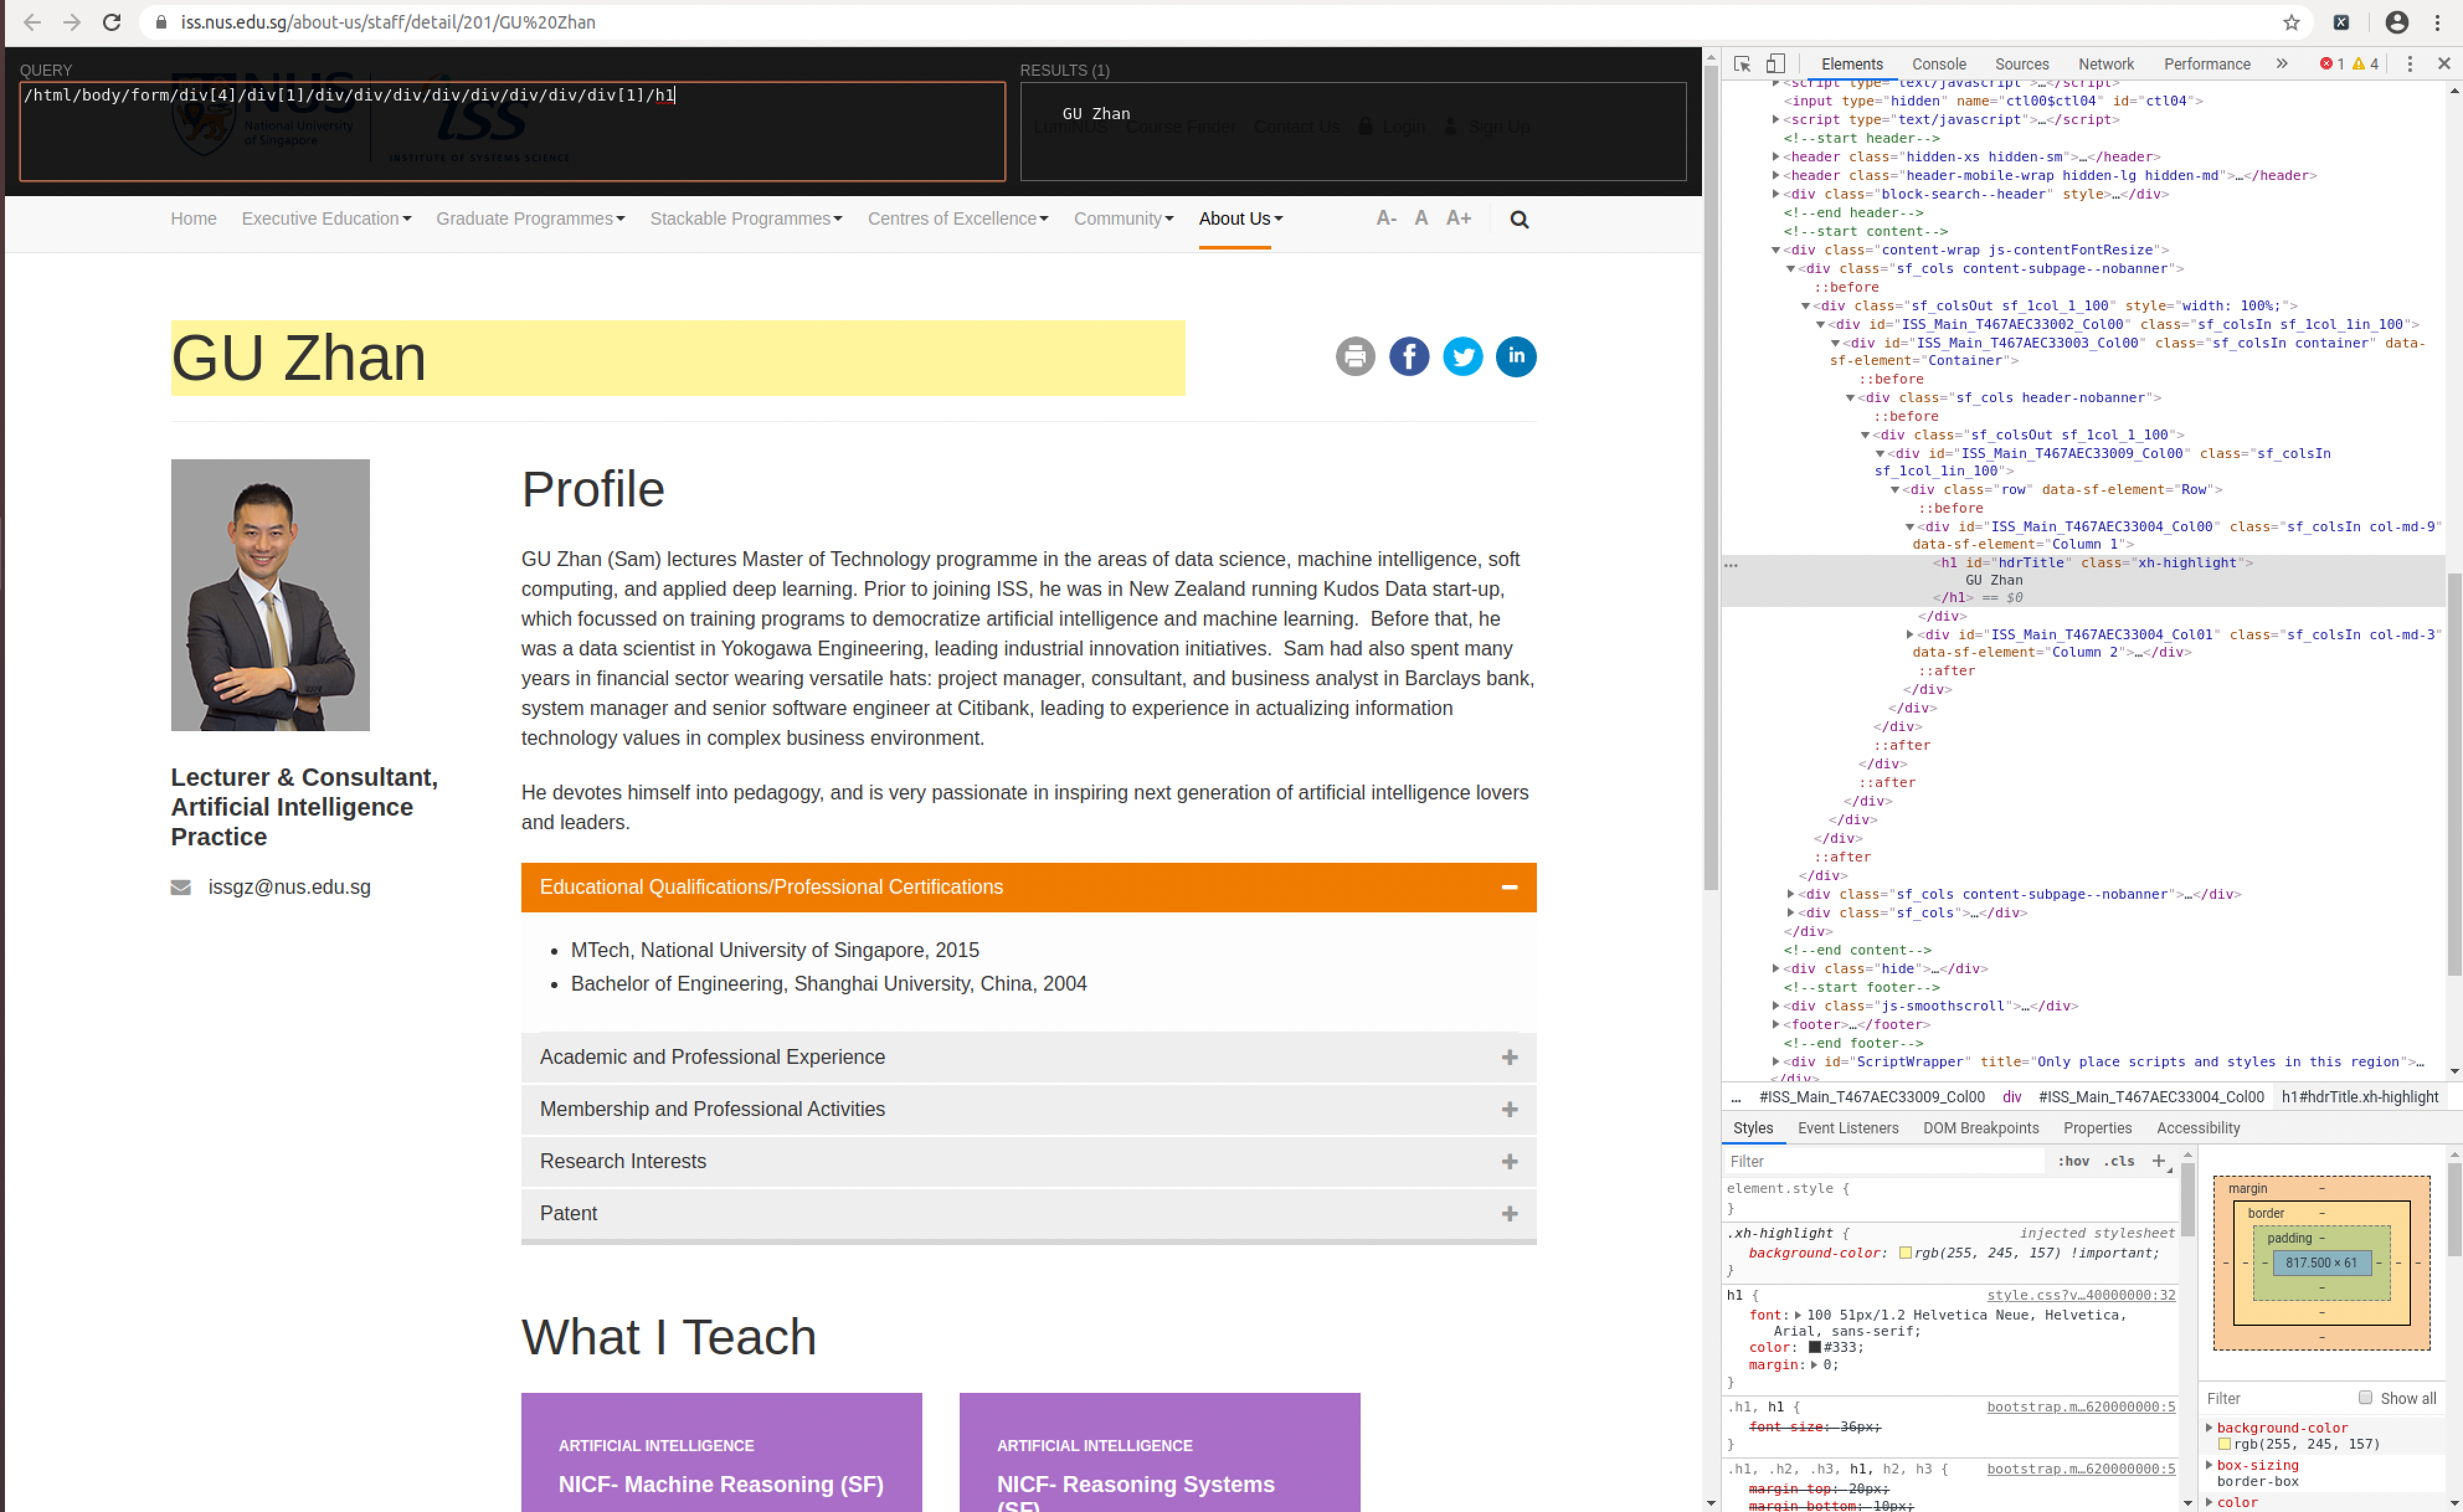 iss.nus.edu.sg/about-us/staff/detail/201/GU%20Zhan
QUERY
/html/body/form/div[4]/div[1]/div/div/div/div/div/div/div/div[1]/h1
NUS
National University
of Singapore
iss
INSTITUTE OF SYSTEMS SCIENCE
RESULTS (1)
GU Zhan
LumiNUS Course Finder Contact Us Login Sign Up
Home Executive Education Graduate Programmes Stackable Programmes Centres of Excellence Community About Us A- A A+
GU Zhan
Profile
GU Zhan (Sam) lectures Master of Technology programme in the areas of data science, machine intelligence, soft
computing, and applied deep learning. Prior to joining ISS, he was in New Zealand running Kudos Data start-up,
which focussed on training programs to democratize artificial intelligence and machine learning.  Before that, he
was a data scientist in Yokogawa Engineering, leading industrial innovation initiatives.  Sam had also spent many
years in financial sector wearing versatile hats: project manager, consultant, and business analyst in Barclays bank,
system manager and senior software engineer at Citibank, leading to experience in actualizing information
technology values in complex business environment.
He devotes himself into pedagogy, and is very passionate in inspiring next generation of artificial intelligence lovers
and leaders.
Lecturer & Consultant,
Artificial Intelligence
Practice
issgz@nus.edu.sg
Educational Qualifications/Professional Certifications
• MTech, National University of Singapore, 2015
• Bachelor of Engineering, Shanghai University, China, 2004
Academic and Professional Experience
Membership and Professional Activities
Research Interests
Patent
What I Teach
ARTIFICIAL INTELLIGENCE
NICF- Machine Reasoning (SF)
ARTIFICIAL INTELLIGENCE
NICF- Reasoning Systems
(SF)
Elements Console Sources Network Performance » 1 4
<script type="text/javascript">…</script>
<input type="hidden" name="ctl00$ctl04" id="ctl04">
<script type="text/javascript">…</script>
<!--start header-->
<header class="hidden-xs hidden-sm">…</header>
<header class="header-mobile-wrap hidden-lg hidden-md">…</header>
<div class="block-search--header" style>…</div>
<!--end header-->
<!--start content-->
<div class="content-wrap js-contentFontResize">
<div class="sf_cols content-subpage--nobanner">
::before
<div class="sf_colsOut sf_1col_1_100" style="width: 100%;">
<div id="ISS_Main_T467AEC33002_Col00" class="sf_colsIn sf_1col_1in_100">
<div id="ISS_Main_T467AEC33003_Col00" class="sf_colsIn container" data-
sf-element="Container">
::before
<div class="sf_cols header-nobanner">
::before
<div class="sf_colsOut sf_1col_1_100">
<div id="ISS_Main_T467AEC33009_Col00" class="sf_colsIn
sf_1col_1in_100">
<div class="row" data-sf-element="Row">
::before
<div id="ISS_Main_T467AEC33004_Col00" class="sf_colsIn col-md-9"
data-sf-element="Column 1">
… <h1 id="hdrTitle" class="xh-highlight">
GU Zhan
</h1> == $0
</div>
<div id="ISS_Main_T467AEC33004_Col01" class="sf_colsIn col-md-3"
data-sf-element="Column 2">…</div>
::after
</div>
</div>
</div>
::after
</div>
::after
</div>
</div>
</div>
::after
</div>
<div class="sf_cols content-subpage--nobanner">…</div>
<div class="sf_cols">…</div>
</div>
<!--end content-->
<div class="hide">…</div>
<!--start footer-->
<div class="js-smoothscroll">…</div>
<footer>…</footer>
<!--end footer-->
<div id="ScriptWrapper" title="Only place scripts and styles in this region">…
</div>
… #ISS_Main_T467AEC33009_Col00 div #ISS_Main_T467AEC33004_Col00 h1#hdrTitle.xh-highlight
Styles Event Listeners DOM Breakpoints Properties Accessibility
Filter :hov .cls +
element.style {
}
.xh-highlight { injected stylesheet
background-color: rgb(255, 245, 157) !important;
}
h1 { style.css?v…40000000:32
font: 100 51px/1.2 Helvetica Neue, Helvetica,
Arial, sans-serif;
color: #333;
margin: 0;
}
.h1, h1 { bootstrap.m…620000000:5
font-size: 36px;
}
.h1, .h2, .h3, h1, h2, h3 { bootstrap.m…620000000:5
margin-top: 20px;
margin-bottom: 10px;
margin –
border –
padding –
817.500 × 61
Filter Show all
background-color
rgb(255, 245, 157)
box-sizing
border-box
color